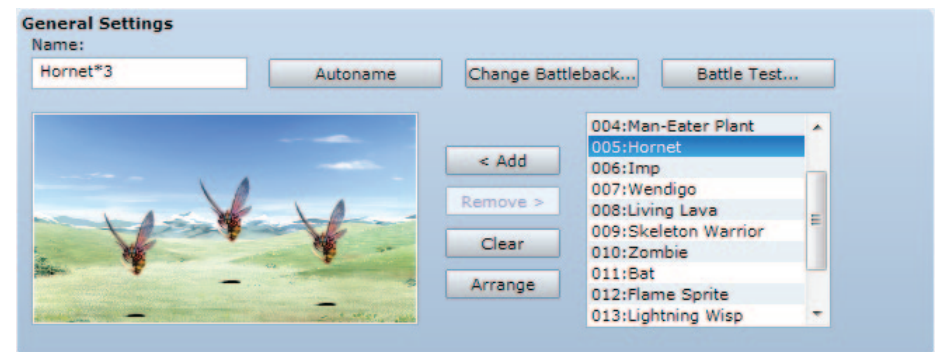 General Settings
Name:
Hornet*3
Autoname
Change Battleback...
Battle Test...
< Add
Remove >
Clear
Arrange
004:Man-Eater Plant
005:Hornet
006:Imp
007:Wendigo
008:Living Lava
009:Skeleton Warrior
010:Zombie
011:Bat
012:Flame Sprite
013:Lightning Wisp